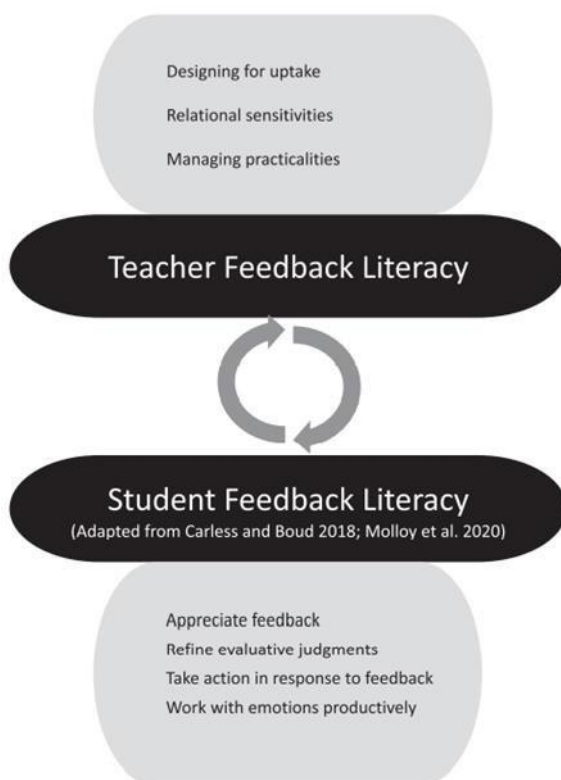 Designing for uptake
Relational sensitivities
Managing practicalities
Teacher Feedback Literacy
Student Feedback Literacy
(Adapted from Carless and Boud 2018; Molloy et al. 2020)
Appreciate feedback
Refine evaluative judgments
Take action in response to feedback
Work with emotions productively